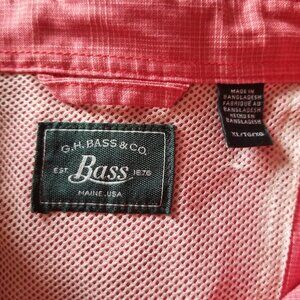 G.H. BASS & CO.
EST. Bass 1876
MAINE, USA
MADE IN
BANGLADESH
FABRIQUÉ AU
BANGLADESH
HECHO EN
BANGLADESH
XL/TG/XG